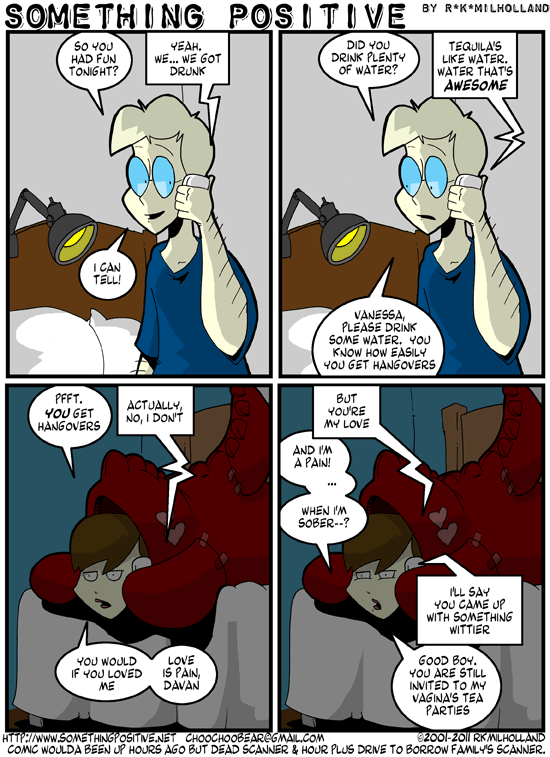 SOMETHING POSITIVE BY R*K*MILHOLLAND
SO YOU
HAD FUN
TONIGHT?
YEAH.
WE... WE GOT
DRUNK
I CAN
TELL!
DID YOU
DRINK PLENTY
OF WATER?
TEQUILA'S
LIKE WATER.
WATER THAT'S
AWESOME
VANESSA,
PLEASE DRINK
SOME WATER. YOU
KNOW HOW EASILY
YOU GET HANGOVERS
PFFT.
YOU GET
HANGOVERS
ACTUALLY,
NO, I DON'T
YOU WOULD
IF YOU LOVED
ME
LOVE
IS PAIN,
DAVAN
BUT
YOU'RE
MY LOVE
AND I'M
A PAIN!
...
WHEN I'M
SOBER--?
I'LL SAY
YOU CAME UP
WITH SOMETHING
WITTIER
GOOD BOY.
YOU ARE STILL
INVITED TO MY
VAGINA'S TEA
PARTIES
HTTP://WWW.SOMETHINGPOSITIVE.NET CHOOCHOOBEAR@GMAIL.COM ©2001-2011 RKMILHOLLAND
COMIC WOULDA BEEN UP HOURS AGO BUT DEAD SCANNER & HOUR PLUS DRIVE TO BORROW FAMILY'S SCANNER.